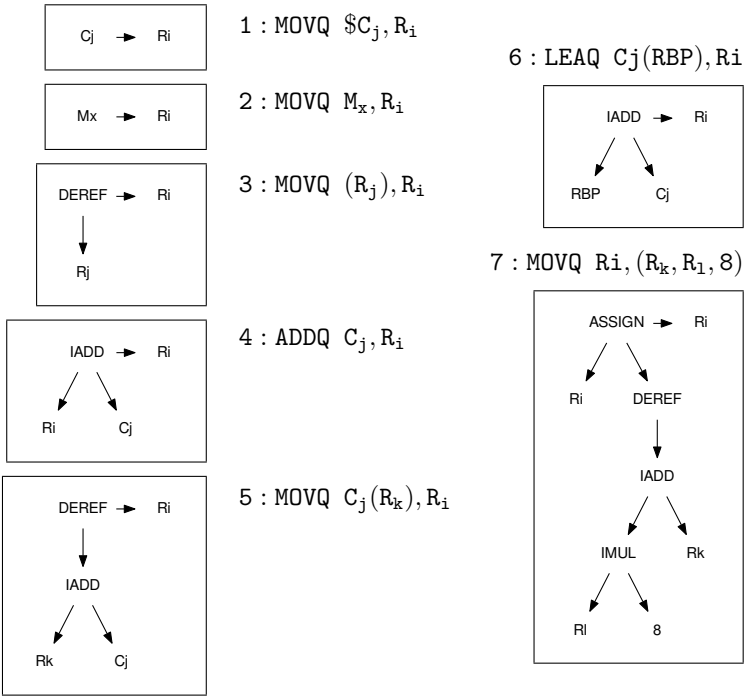 Cj Ri
1 : MOVQ $Cj, Ri
Mx Ri
2 : MOVQ Mx, Ri
DEREF Ri
Rj
3 : MOVQ (Rj), Ri
IADD Ri
Ri Cj
4 : ADDQ Cj, Ri
DEREF Ri
IADD
Rk Cj
5 : MOVQ Cj(Rk), Ri
6 : LEAQ Cj(RBP), Ri
IADD Ri
RBP Cj
7 : MOVQ Ri, (Rk, Rl, 8)
ASSIGN Ri
Ri DEREF
IADD
IMUL Rk
Rl 8